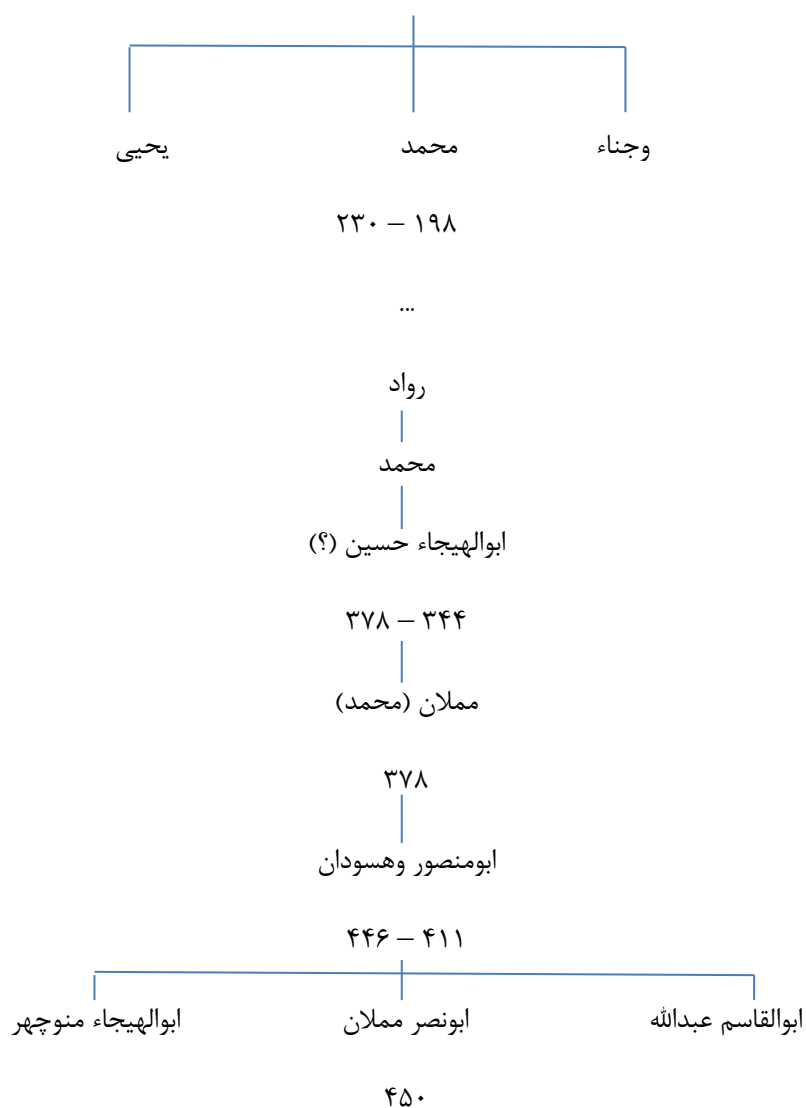 وجناء محمد یحیی
۱۹۸ – ۲۳۰
...
رواد
محمد
ابوالهیجاء حسین (؟)
۳۴۴ – ۳۷۸
مملان (محمد)
۳۷۸
ابومنصور وهسودان
۴۱۱ – ۴۴۶
ابوالقاسم عبدالله ابونصر مملان ابوالهیجاء منوچهر
۴۵۰